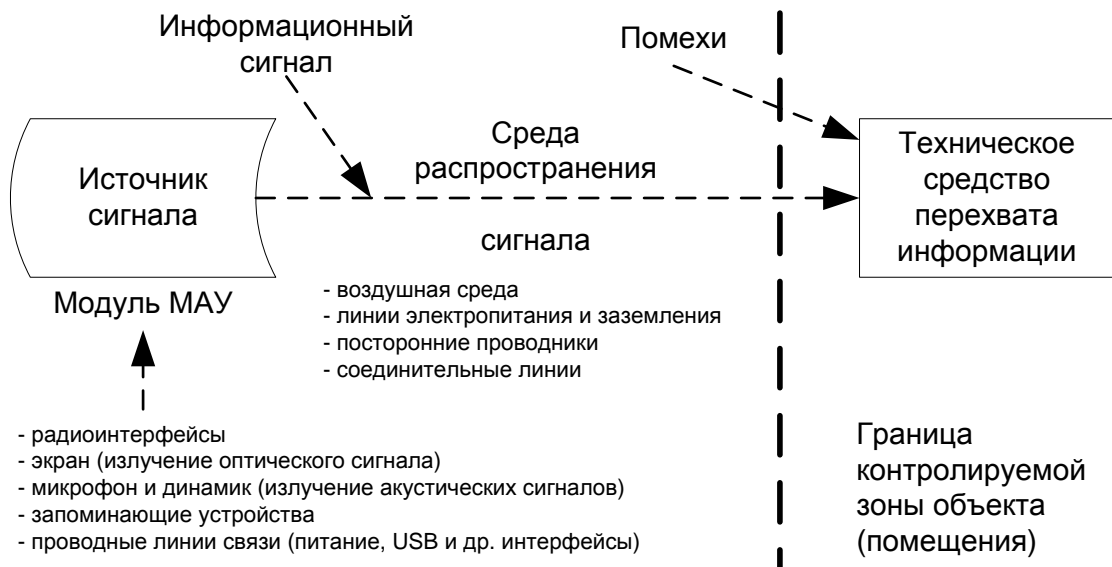 Информационный
сигнал
Помехи
Источник
сигнала
Среда
распространения
сигнала
Техническое
средство
перехвата
информации
Модуль МАУ
- воздушная среда
- линии электропитания и заземления
- посторонние проводники
- соединительные линии
- радиоинтерфейсы
- экран (излучение оптического сигнала)
- микрофон и динамик (излучение акустических сигналов)
- запоминающие устройства
- проводные линии связи (питание, USB и др. интерфейсы)
Граница
контролируемой
зоны объекта
(помещения)